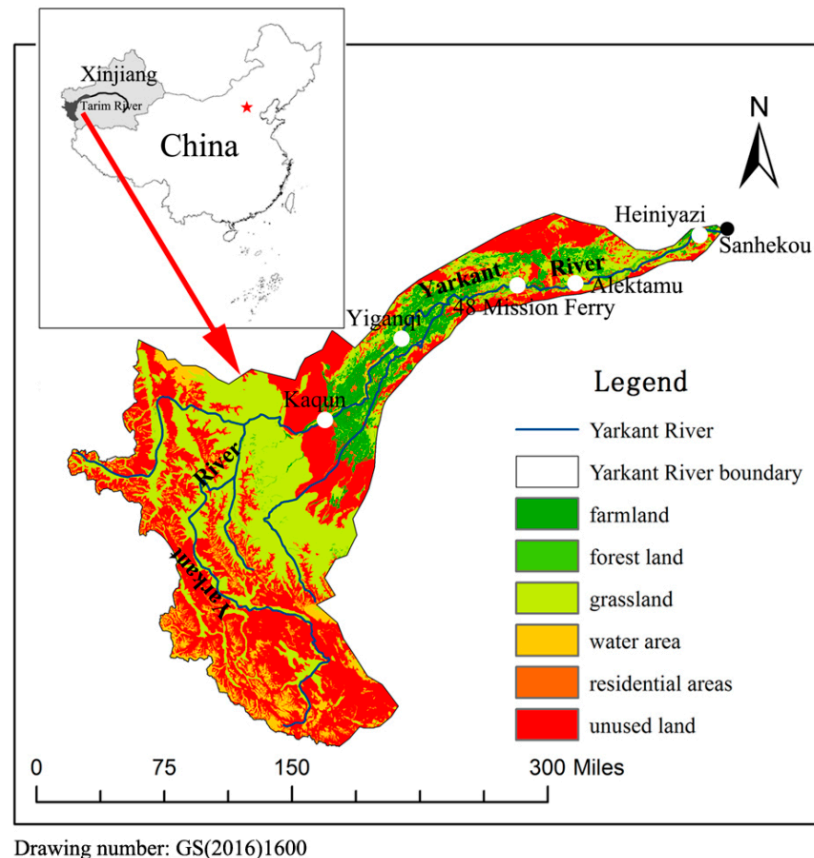 Xinjiang
Tarim River
China
N
Heiniyazi
Sanhekou
Yarkant River
Alektamu
48 Mission Ferry
Yiganqi
Kaqun
River
Yarkant
Legend
Yarkant River
Yarkant River boundary
farmland
forest land
grassland
water area
residential areas
unused land
0 75 150 300 Miles
Drawing number: GS(2016)1600